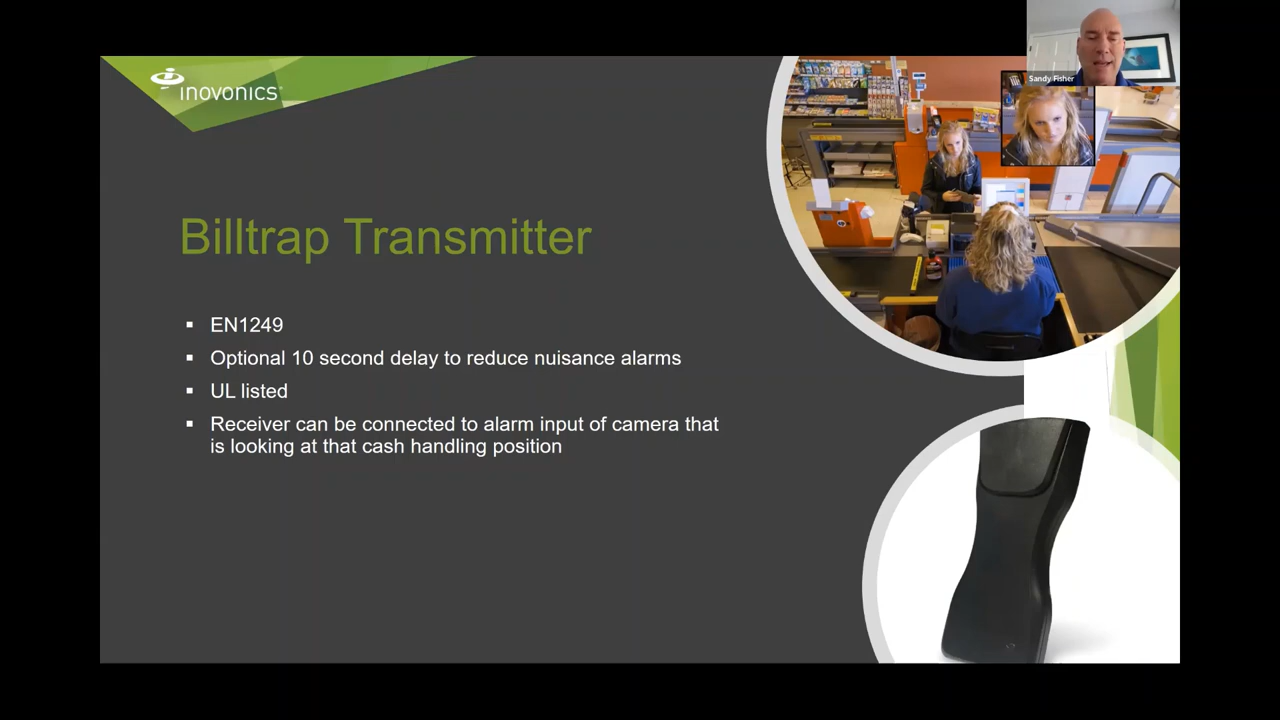 inovonics
Sandy Fisher
Billtrap Transmitter
▪ EN1249
▪ Optional 10 second delay to reduce nuisance alarms
▪ UL listed
▪ Receiver can be connected to alarm input of camera that
is looking at that cash handling position